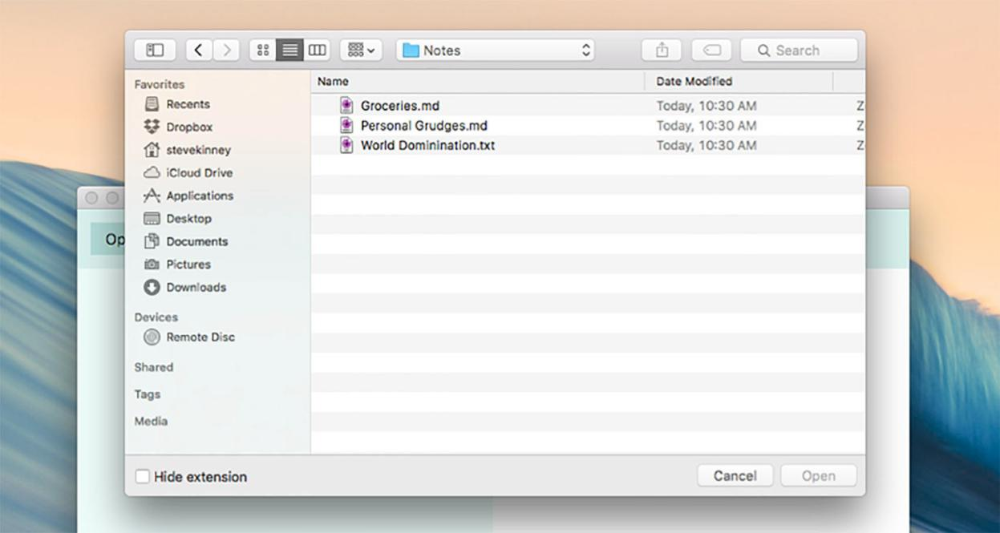 Notes
Search
Favorites
Recents
Dropbox
stevekinney
iCloud Drive
Applications
Desktop
Documents
Pictures
Downloads
Devices
Remote Disc
Shared
Tags
Media
Name Date Modified
Groceries.md Today, 10:30 AM Z
Personal Grudges.md Today, 10:30 AM Z
World Dominination.txt Today, 10:30 AM Z
Op
Hide extension
Cancel Open